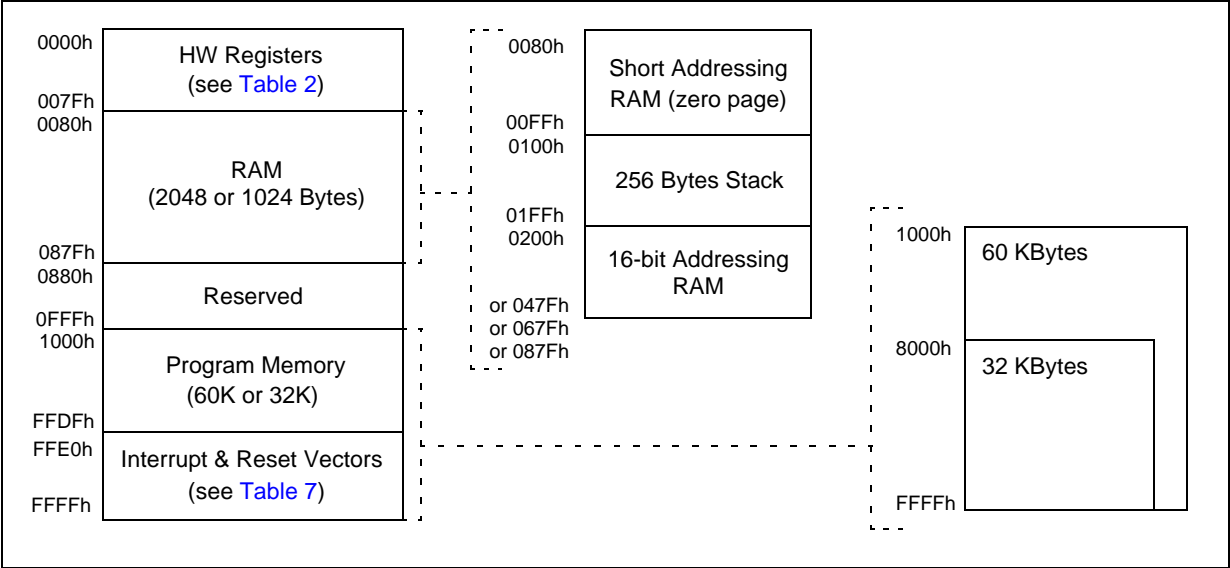 0000h
HW Registers
(see Table 2)
007Fh
0080h
RAM
(2048 or 1024 Bytes)
087Fh
0880h
Reserved
0FFFh
1000h
Program Memory
(60K or 32K)
FFDFh
FFE0h
Interrupt & Reset Vectors
(see Table 7)
FFFFh
0080h
Short Addressing
RAM (zero page)
00FFh
0100h
256 Bytes Stack
01FFh
0200h
16-bit Addressing
RAM
or 047Fh
or 067Fh
or 087Fh
1000h
60 KBytes
8000h
32 KBytes
FFFFh